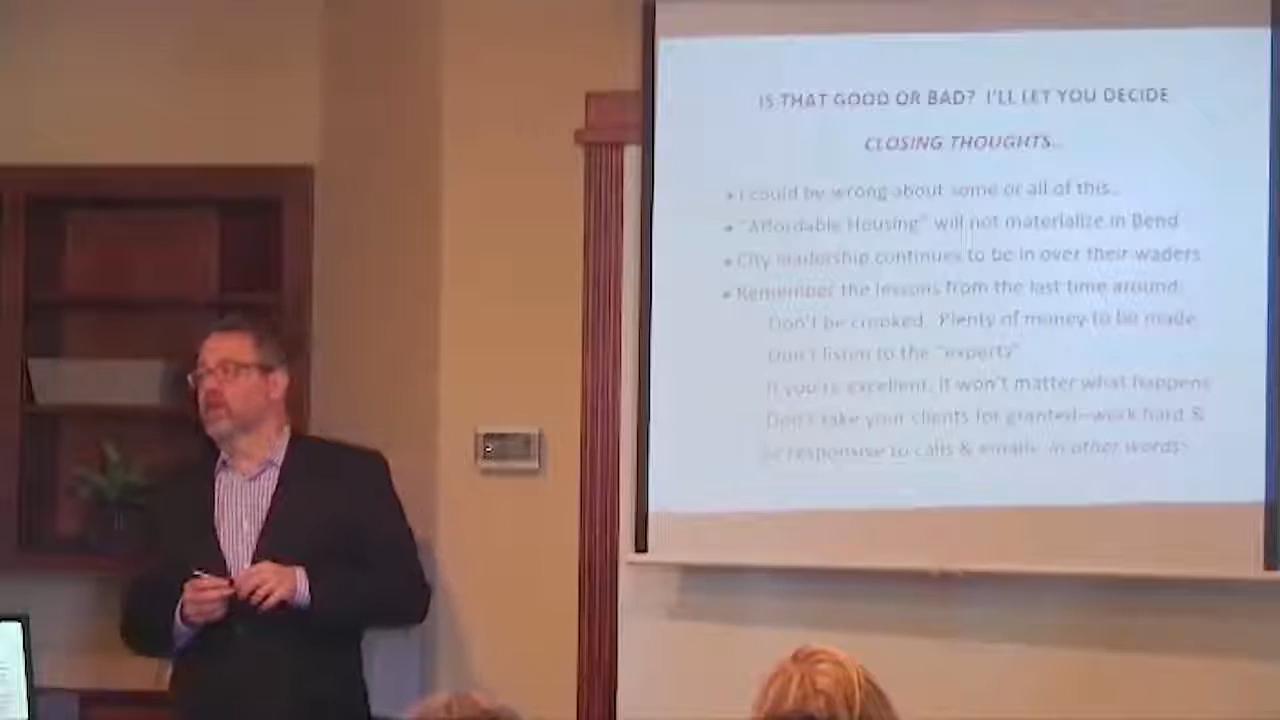 IS THAT GOOD OR BAD? I'LL LET YOU DECIDE
CLOSING THOUGHTS...
• I could be wrong about some or all of this...
• "Affordable Housing" will not materialize in Bend
• City leadership continues to be in over their waders
• Remember the lessons from the last time around:
Don't be crooked. Plenty of money to be made
Don't listen to the "experts"
If you're excellent, it won't matter what happens
Don't take your clients for granted—work hard &
be responsive to calls & emails in other words-